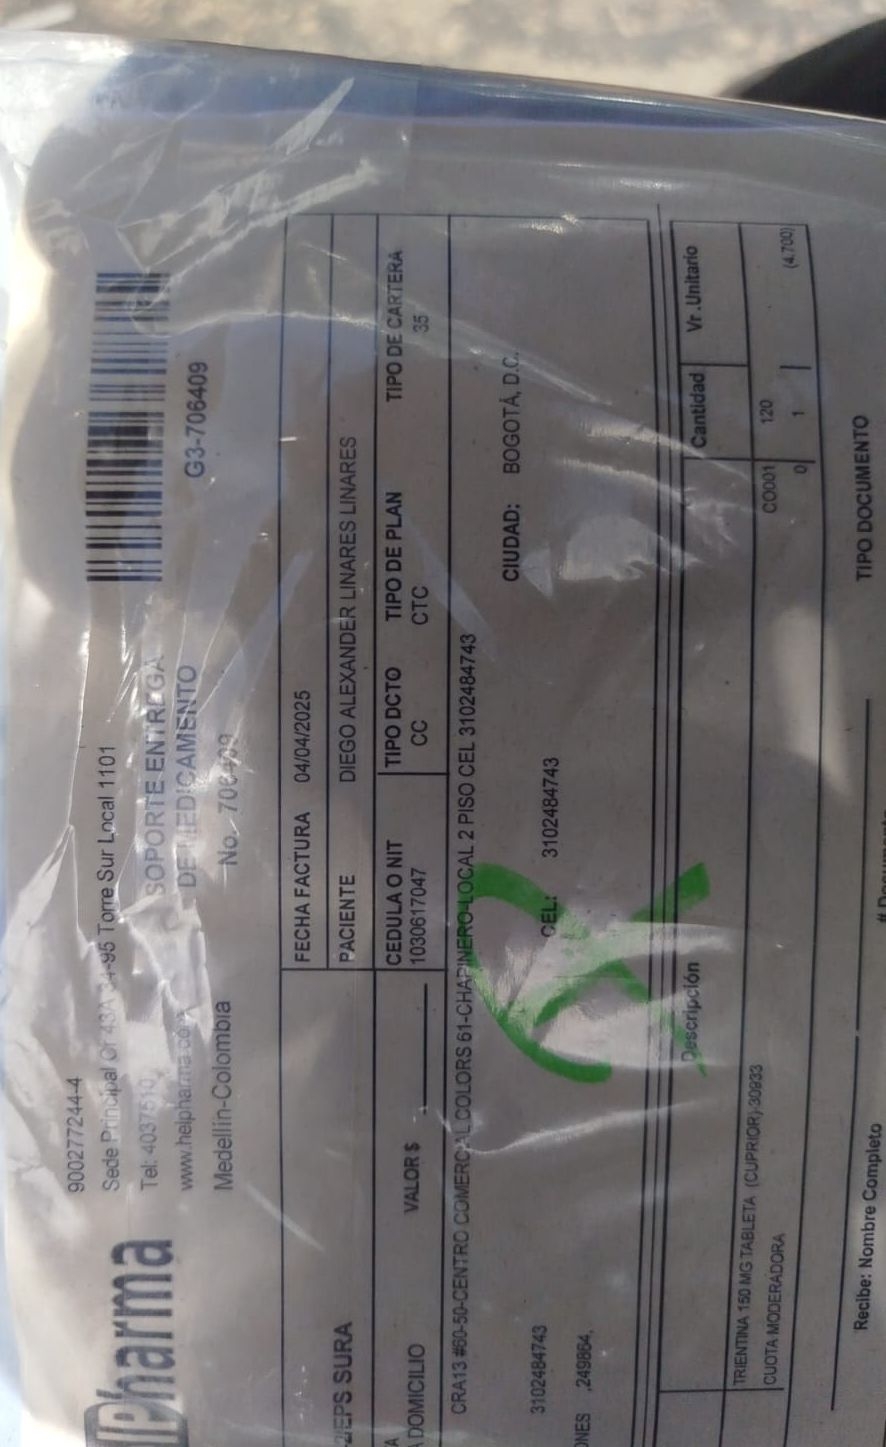 Pharma
900277244-4
Sede Principal Cr 43A 34-95 Torre Sur Local 1101
Tel: 4037510
www.helpharma.com
Medellín-Colombia
SOPORTE ENTREGA
DE MEDICAMENTO
No. 706409
G3-706409
FECHA FACTURA 04/04/2025
EPS SURA
PACIENTE DIEGO ALEXANDER LINARES LINARES
DOMICILIO VALOR $
CEDULA O NIT TIPO DCTO TIPO DE PLAN TIPO DE CARTERA
1030617047 CC CTC 35
CRA13 #60-50-CENTRO COMERCIAL COLORS 61-CHAPINERO-LOCAL 2 PISO CEL 3102484743
CIUDAD: BOGOTÁ, D.C.
3102484743 CEL: 3102484743
ONES ,249864,
Descripción Cantidad Vr.Unitario
TRIENTINA 150 MG TABLETA (CUPRIOR) 30933 CO001 120
CUOTA MODERADORA 0 1 (4.700)
TIPO DOCUMENTO
Recibe: Nombre Completo